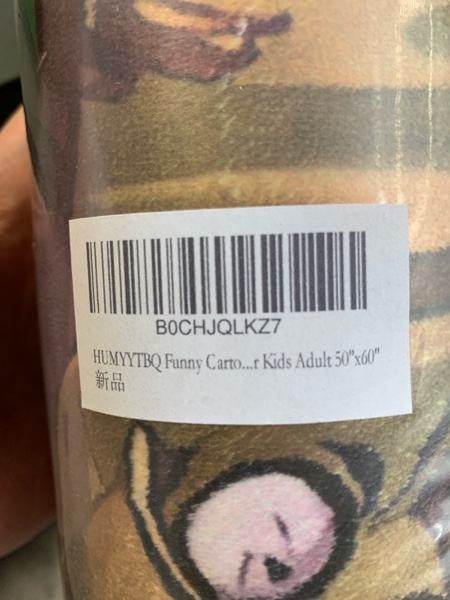 B0CHJQLKZ7
HUMYYTBQ Funny Carto...r Kids Adult 50"x60"
新品